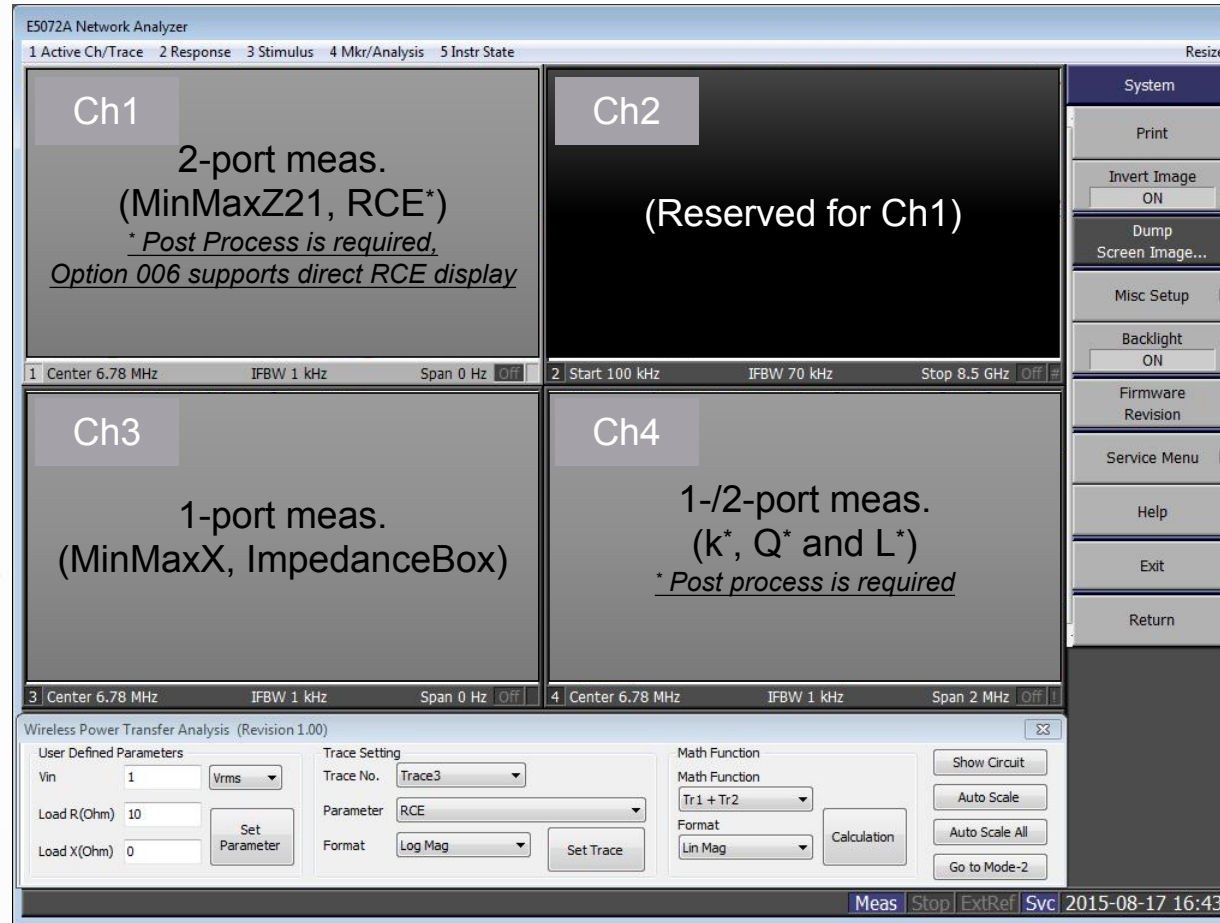 E5072A Network Analyzer
1 Active Ch/Trace 2 Response 3 Stimulus 4 Mkr/Analysis 5 Instr State
Resize
Ch1
2-port meas.
(MinMaxZ21, RCE*)
* Post Process is required,
Option 006 supports direct RCE display
1 Center 6.78 MHz IFBW 1 kHz Span 0 Hz Off
Ch2
(Reserved for Ch1)
2 Start 100 kHz IFBW 70 kHz Stop 8.5 GHz Off #
Ch3
1-port meas.
(MinMaxX, ImpedanceBox)
3 Center 6.78 MHz IFBW 1 kHz Span 0 Hz Off
Ch4
1-/2-port meas.
(k*, Q* and L*)
* Post process is required
4 Center 6.78 MHz IFBW 1 kHz Span 2 MHz Off !
System
Print
Invert Image
ON
Dump
Screen Image...
Misc Setup
Backlight
ON
Firmware
Revision
Service Menu
Help
Exit
Return
Wireless Power Transfer Analysis (Revision 1.00)
User Defined Parameters
Vin 1 Vrms
Load R(Ohm) 10
Load X(Ohm) 0
Set
Parameter
Trace Setting
Trace No. Trace3
Parameter RCE
Format Log Mag
Set Trace
Math Function
Math Function
Tr1 + Tr2
Format
Lin Mag
Calculation
Show Circuit
Auto Scale
Auto Scale All
Go to Mode-2
Meas Stop ExtRef Svc 2015-08-17 16:43